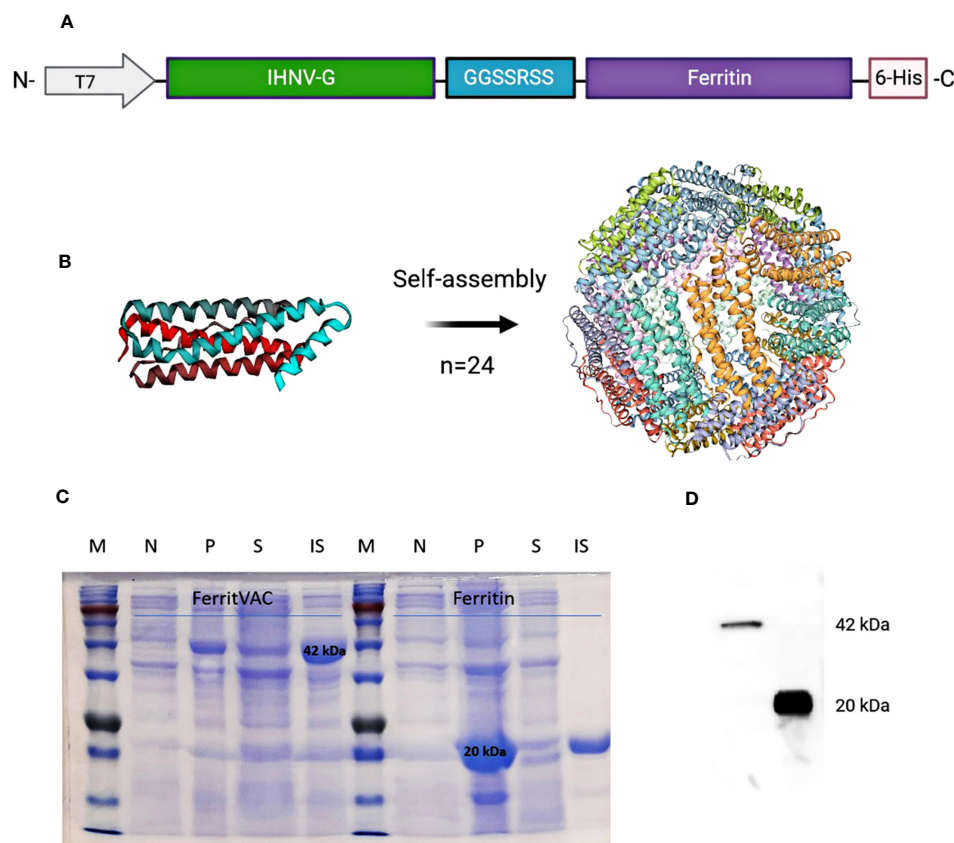 A
N- T7 IHNV-G GGSSRSS Ferritin 6-His -C
B
Self-assembly
n=24
C
D
M N P S IS M N P S IS
FerritVAC Ferritin
42 kDa
20 kDa
42 kDa
20 kDa